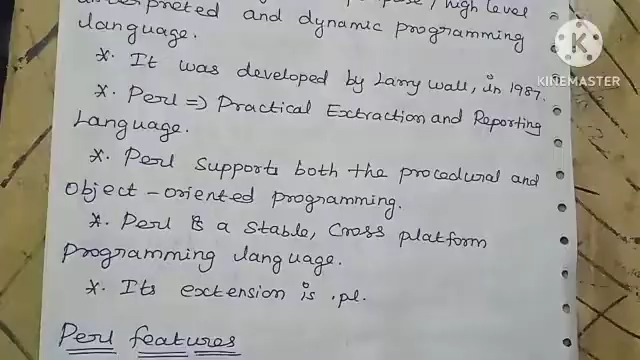 interpreted and dynamic programming
language.
*. It was developed by Larry wall, in 1987.
*. Perl => Practical Extraction and Reporting
Language.
*. Perl supports both the procedural and
object-oriented programming.
*. Perl is a stable, cross platform
programming language.
*. Its extension is .pl.
Perl features
K
KINEMASTER